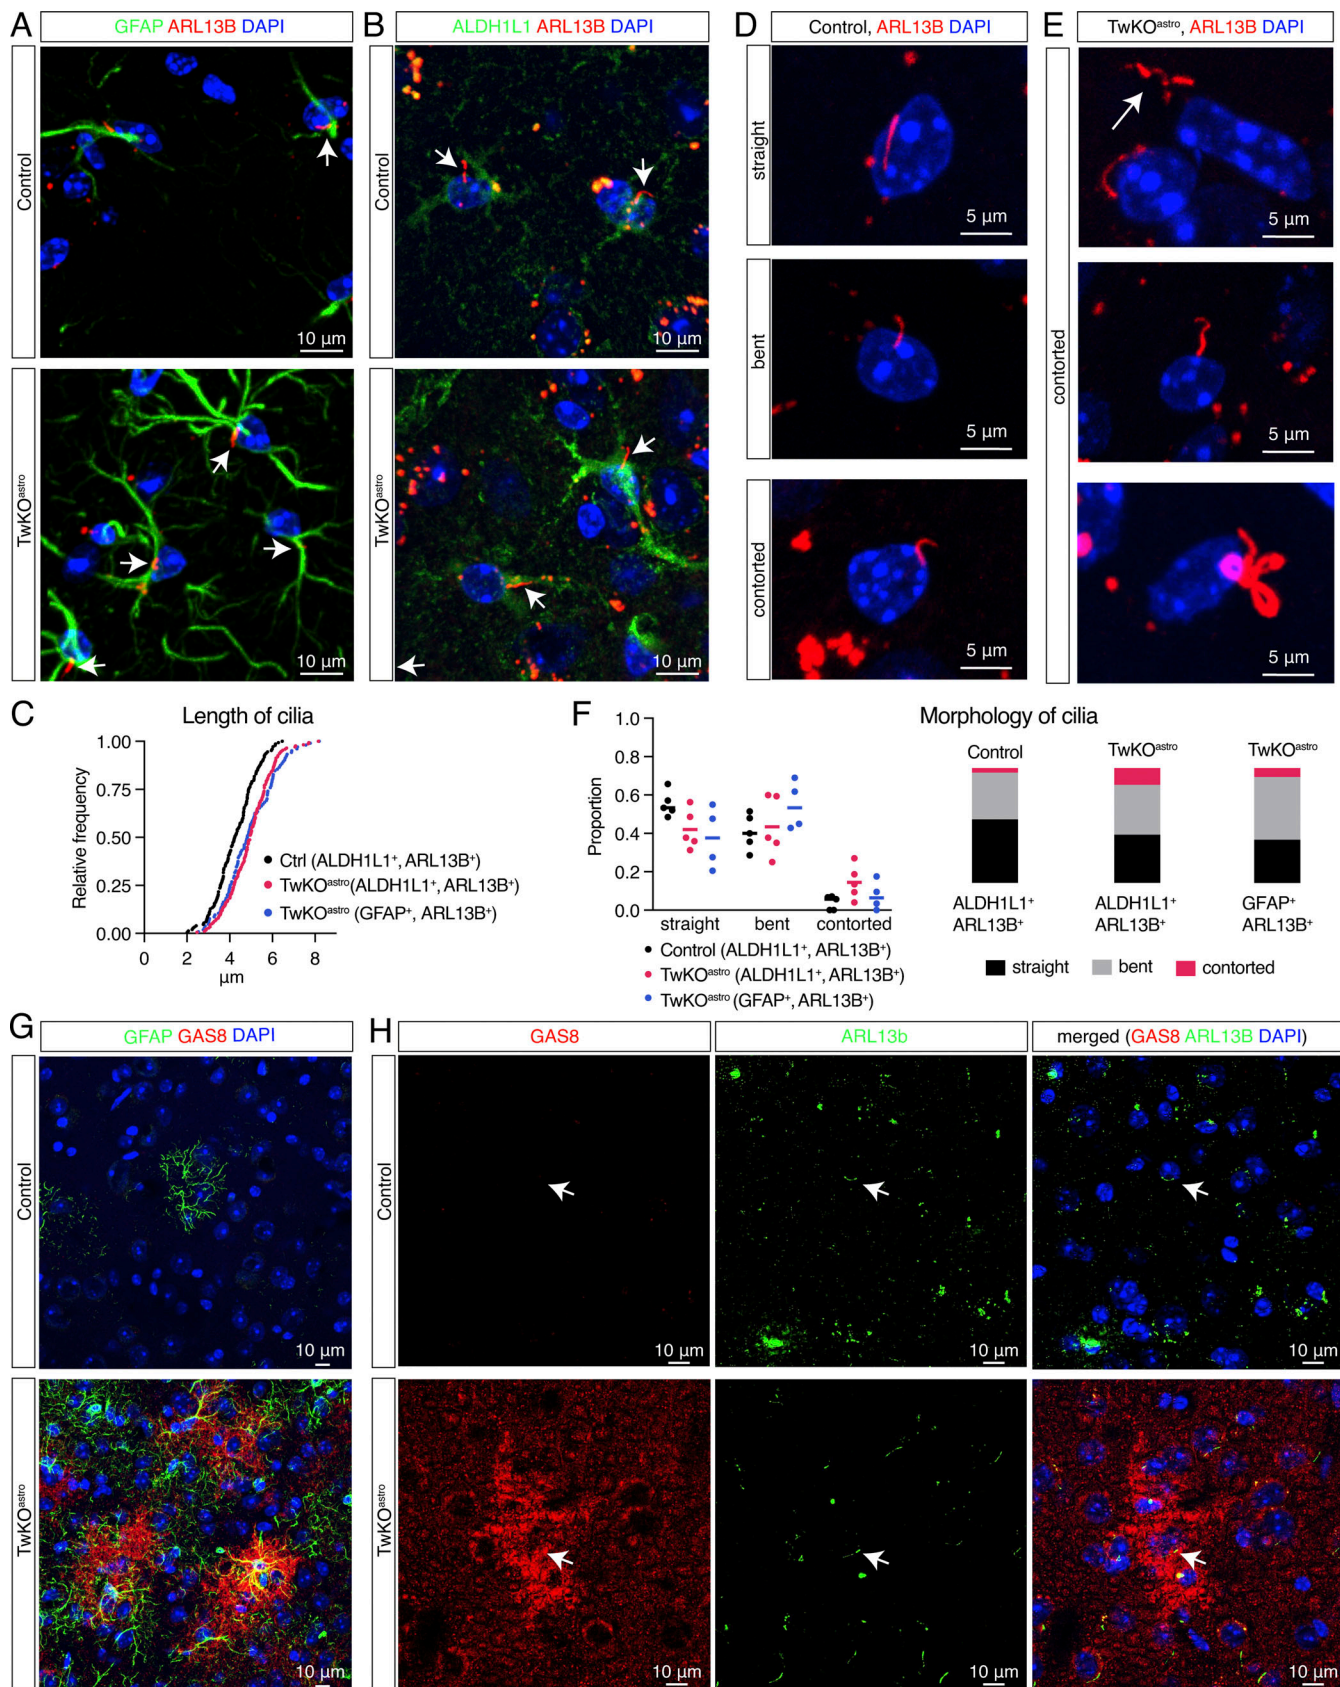 A
GFAP ARL13B DAPI
Control
10 µm
TwKOastro
10 µm
B
ALDH1L1 ARL13B DAPI
Control
10 µm
TwKOastro
10 µm
D
Control, ARL13B DAPI
straight
5 µm
bent
5 µm
contorted
5 µm
E
TwKOastro, ARL13B DAPI
contorted
5 µm
5 µm
5 µm
C
Length of cilia
Relative frequency
1.00
0.75
0.50
0.25
0.00
0 2 4 6 8
µm
Ctrl (ALDH1L1+, ARL13B+)
TwKOastro (ALDH1L1+, ARL13B+)
TwKOastro (GFAP+, ARL13B+)
F
Morphology of cilia
Proportion
1.0
0.8
0.6
0.4
0.2
0.0
straight bent contorted
Control (ALDH1L1+, ARL13B+)
TwKOastro (ALDH1L1+, ARL13B+)
TwKOastro (GFAP+, ARL13B+)
Control TwKOastro TwKOastro
ALDH1L1+ ALDH1L1+ GFAP+
ARL13B+ ARL13B+ ARL13B+
straight bent contorted
G
GFAP GAS8 DAPI
Control
10 µm
TwKOastro
10 µm
H
GAS8
ARL13b
merged (GAS8 ARL13B DAPI)
Control
10 µm
10 µm
10 µm
TwKOastro
10 µm
10 µm
10 µm